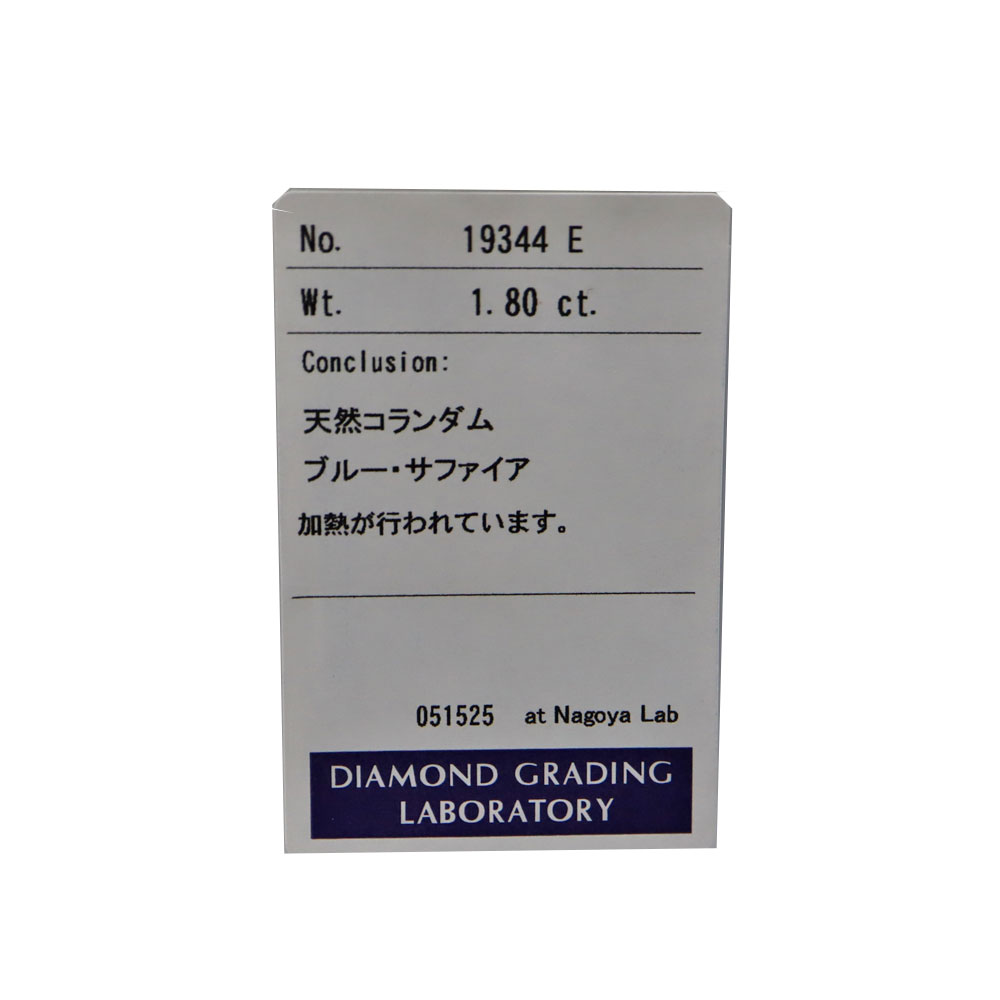 No. 19344 E
Wt. 1.80 ct.
Conclusion:
天然コランダム
ブルー・サファイア
加熱が行われています。
051525 at Nagoya Lab
DIAMOND GRADING
LABORATORY